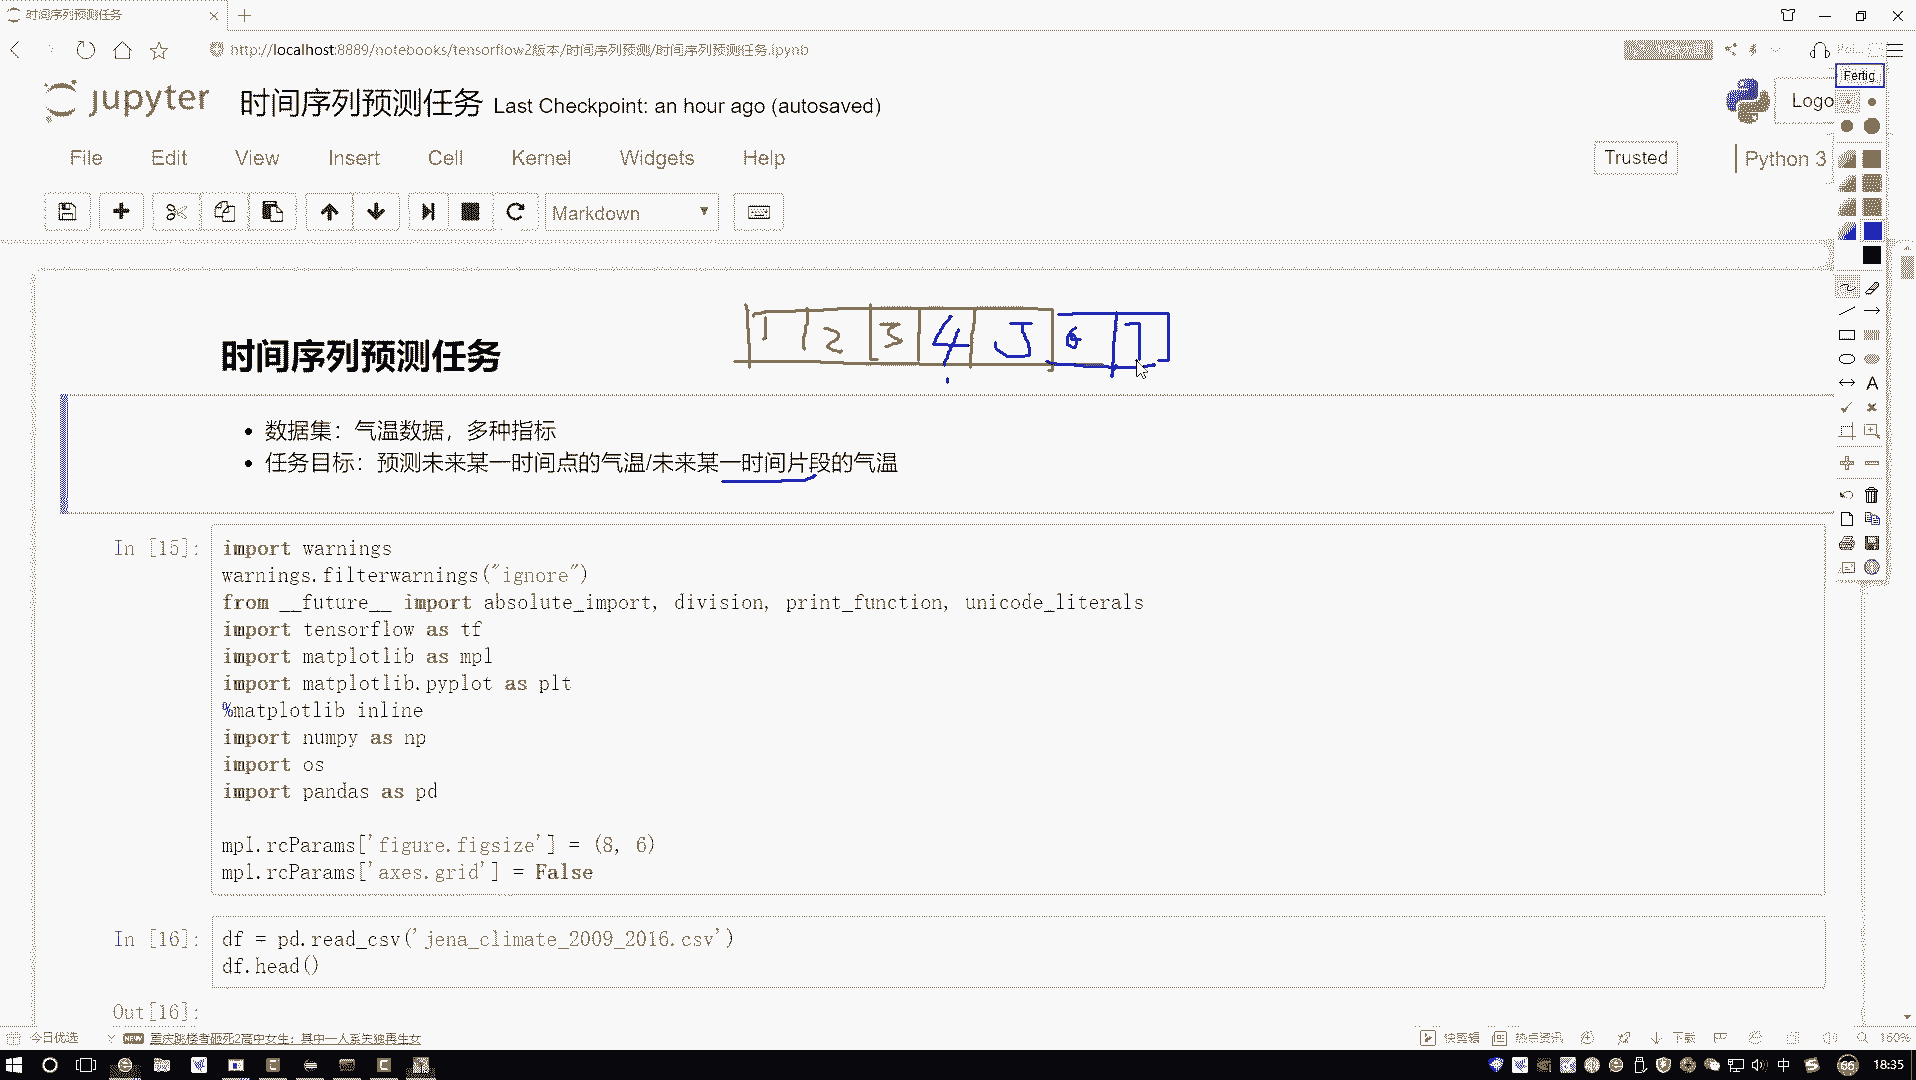 时间序列预测任务
http://localhost:8889/notebooks/tensorflow2版本/时间序列预测/时间序列预测任务.ipynb
Fertig
jupyter 时间序列预测任务 Last Checkpoint: an hour ago (autosaved)
Logo
File Edit View Insert Cell Kernel Widgets Help
Trusted
Python 3
Markdown
1 2 3 4 5 6 7
时间序列预测任务
• 数据集：气温数据，多种指标
• 任务目标：预测未来某一时间点的气温/未来某一时间片段的气温
In [15]:
import warnings
warnings.filterwarnings("ignore")
from __future__ import absolute_import, division, print_function, unicode_literals
import tensorflow as tf
import matplotlib as mpl
import matplotlib.pyplot as plt
%matplotlib inline
import numpy as np
import os
import pandas as pd
mpl.rcParams['figure.figsize'] = (8, 6)
mpl.rcParams['axes.grid'] = False
In [16]:
df = pd.read_csv('jena_climate_2009_2016.csv')
df.head()
Out[16]:
今日优选
NEW 重庆跳楼者砸死2高中女生：其中一人系失独再生女
快剪辑 热点资讯 下载 160%
中 66 18:35